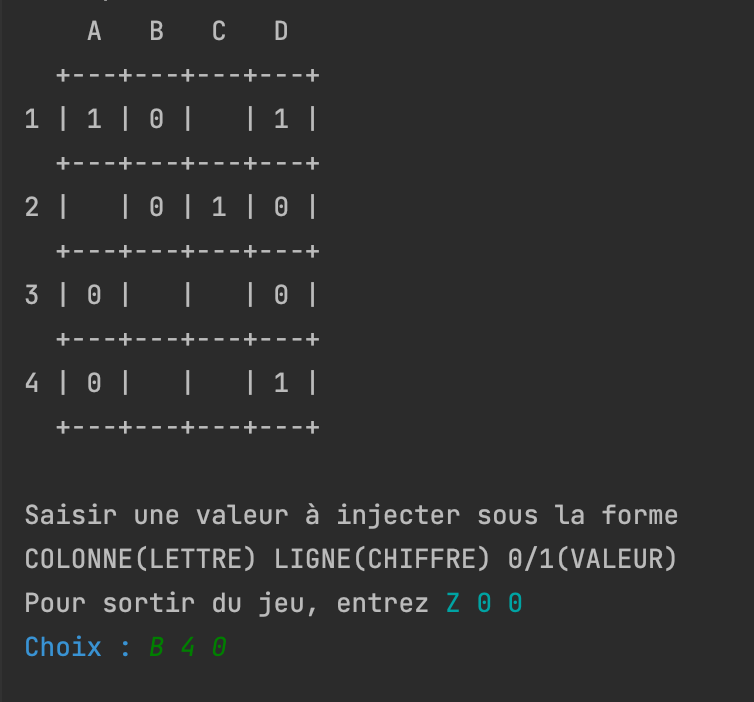 A B C D
+---+---+---+---+
1 | 1 | 0 |   | 1 |
+---+---+---+---+
2 |   | 0 | 1 | 0 |
+---+---+---+---+
3 | 0 |   |   | 0 |
+---+---+---+---+
4 | 0 |   |   | 1 |
+---+---+---+---+
Saisir une valeur à injecter sous la forme
COLONNE(LETTRE) LIGNE(CHIFFRE) 0/1(VALEUR)
Pour sortir du jeu, entrez Z 0 0
Choix : B 4 0